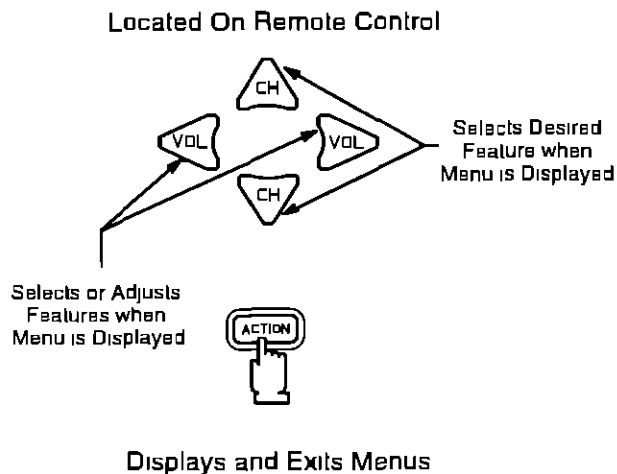 Located On Remote Control
CH
VOL
VOL
CH
Selects Desired
Feature when
Menu is Displayed
Selects or Adjusts
Features when
Menu is Displayed
ACTION
Displays and Exits Menus